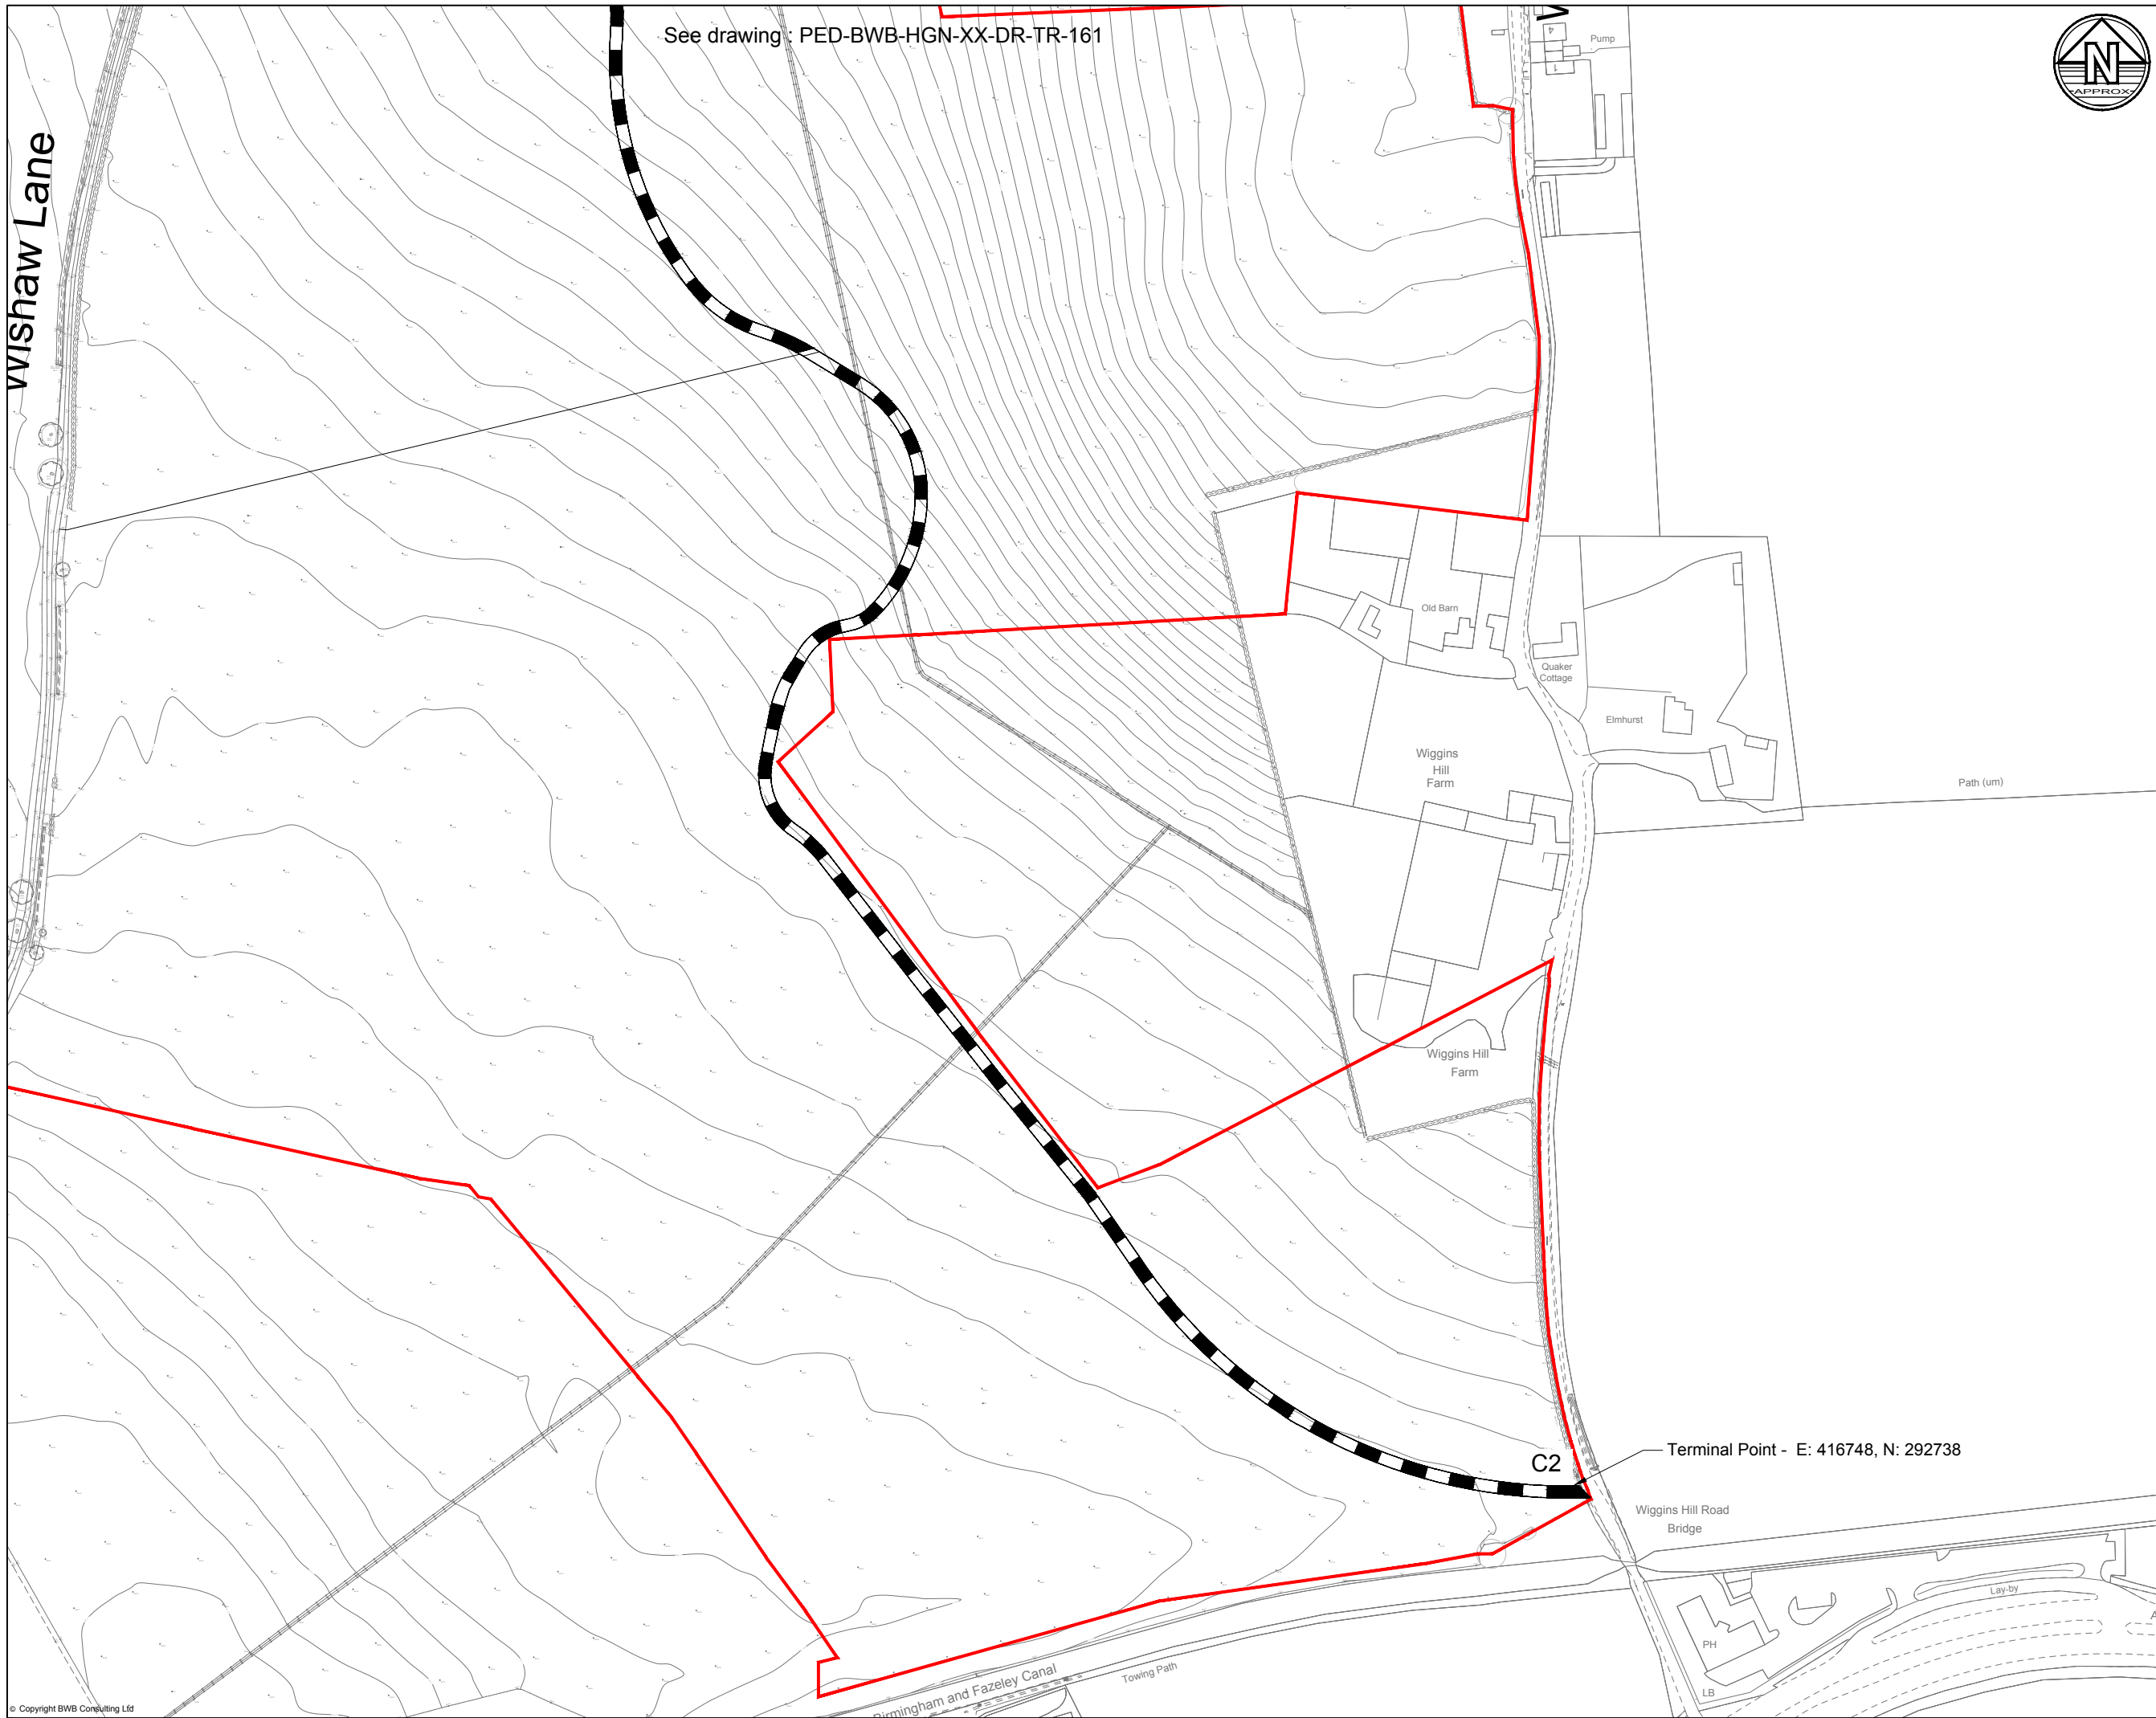 See drawing : PED-BWB-HGN-XX-DR-TR-161
Pump
4
1
N
APPROX
Wishaw Lane
Old Barn
Quaker
Cottage
Elmhurst
Wiggins
Hill
Farm
Path (um)
Wiggins Hill
Farm
C2
Terminal Point - E: 416748, N: 292738
Wiggins Hill Road
Bridge
Lay-by
PH
LB
Towing Path
Birmingham and Fazeley Canal
© Copyright BWB Consulting Ltd